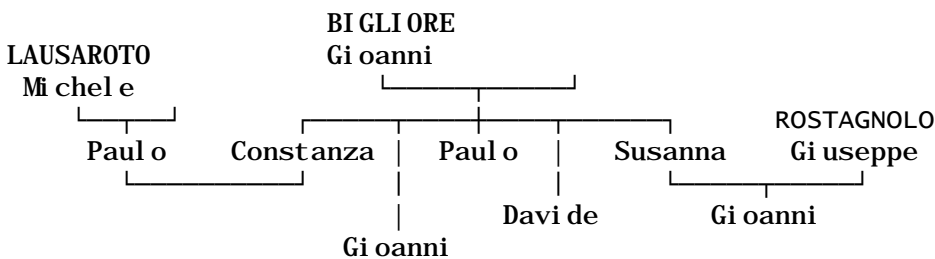 BIGLIORE
LAUSAROTO Gioanni
Michele
ROSTAGNOLO
Paulo Constanza Paulo Susanna Giuseppe
Davide Gioanni
Gioanni